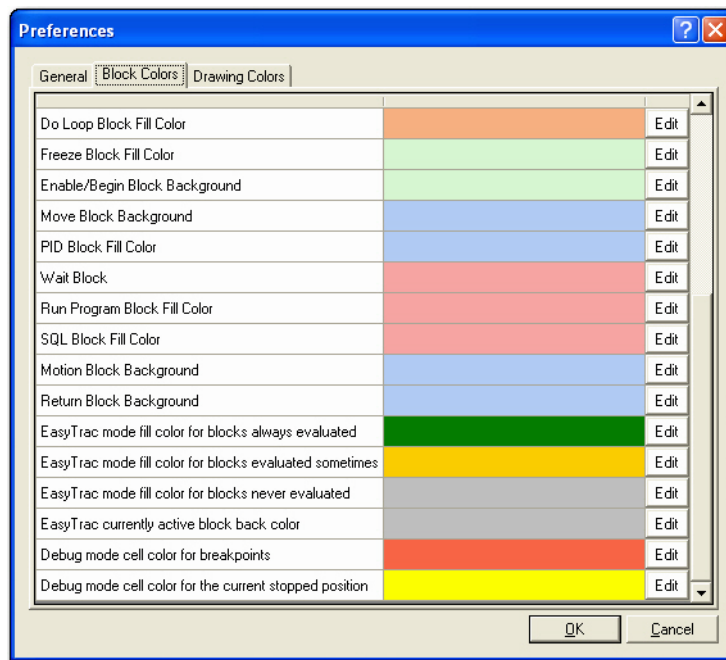 Preferences
General Block Colors Drawing Colors
Do Loop Block Fill Color Edit
Freeze Block Fill Color Edit
Enable/Begin Block Background Edit
Move Block Background Edit
PID Block Fill Color Edit
Wait Block Edit
Run Program Block Fill Color Edit
SQL Block Fill Color Edit
Motion Block Background Edit
Return Block Background Edit
EasyTrac mode fill color for blocks always evaluated Edit
EasyTrac mode fill color for blocks evaluated sometimes Edit
EasyTrac mode fill color for blocks never evaluated Edit
EasyTrac currently active block back color Edit
Debug mode cell color for breakpoints Edit
Debug mode cell color for the current stopped position Edit
OK Cancel